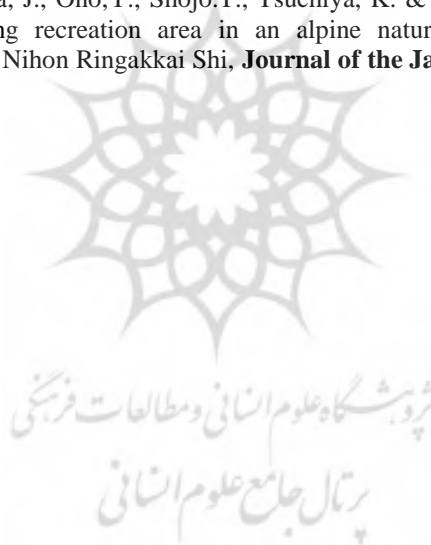 a, J., Ono,T., Shojo.T., Tsuchiya, K. &
ng recreation area in an alpine natur
Nihon Ringakkai Shi, Journal of the Ja
پژوهشگاه علوم انسانی و مطالعات فرهنگی
پرتال جامع علوم انسانی